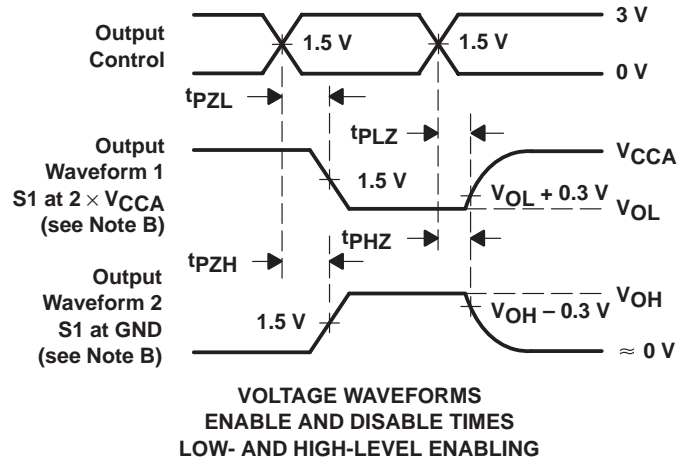 3 V
Output
Control
1.5 V
1.5 V
0 V
tPZL
tPLZ
Output
Waveform 1
S1 at 2 × VCCA
(see Note B)
VCCA
1.5 V
VOL + 0.3 V
VOL
tPZH
tPHZ
Output
Waveform 2
S1 at GND
(see Note B)
VOH
VOH – 0.3 V
1.5 V
≈ 0 V
VOLTAGE WAVEFORMS
ENABLE AND DISABLE TIMES
LOW- AND HIGH-LEVEL ENABLING